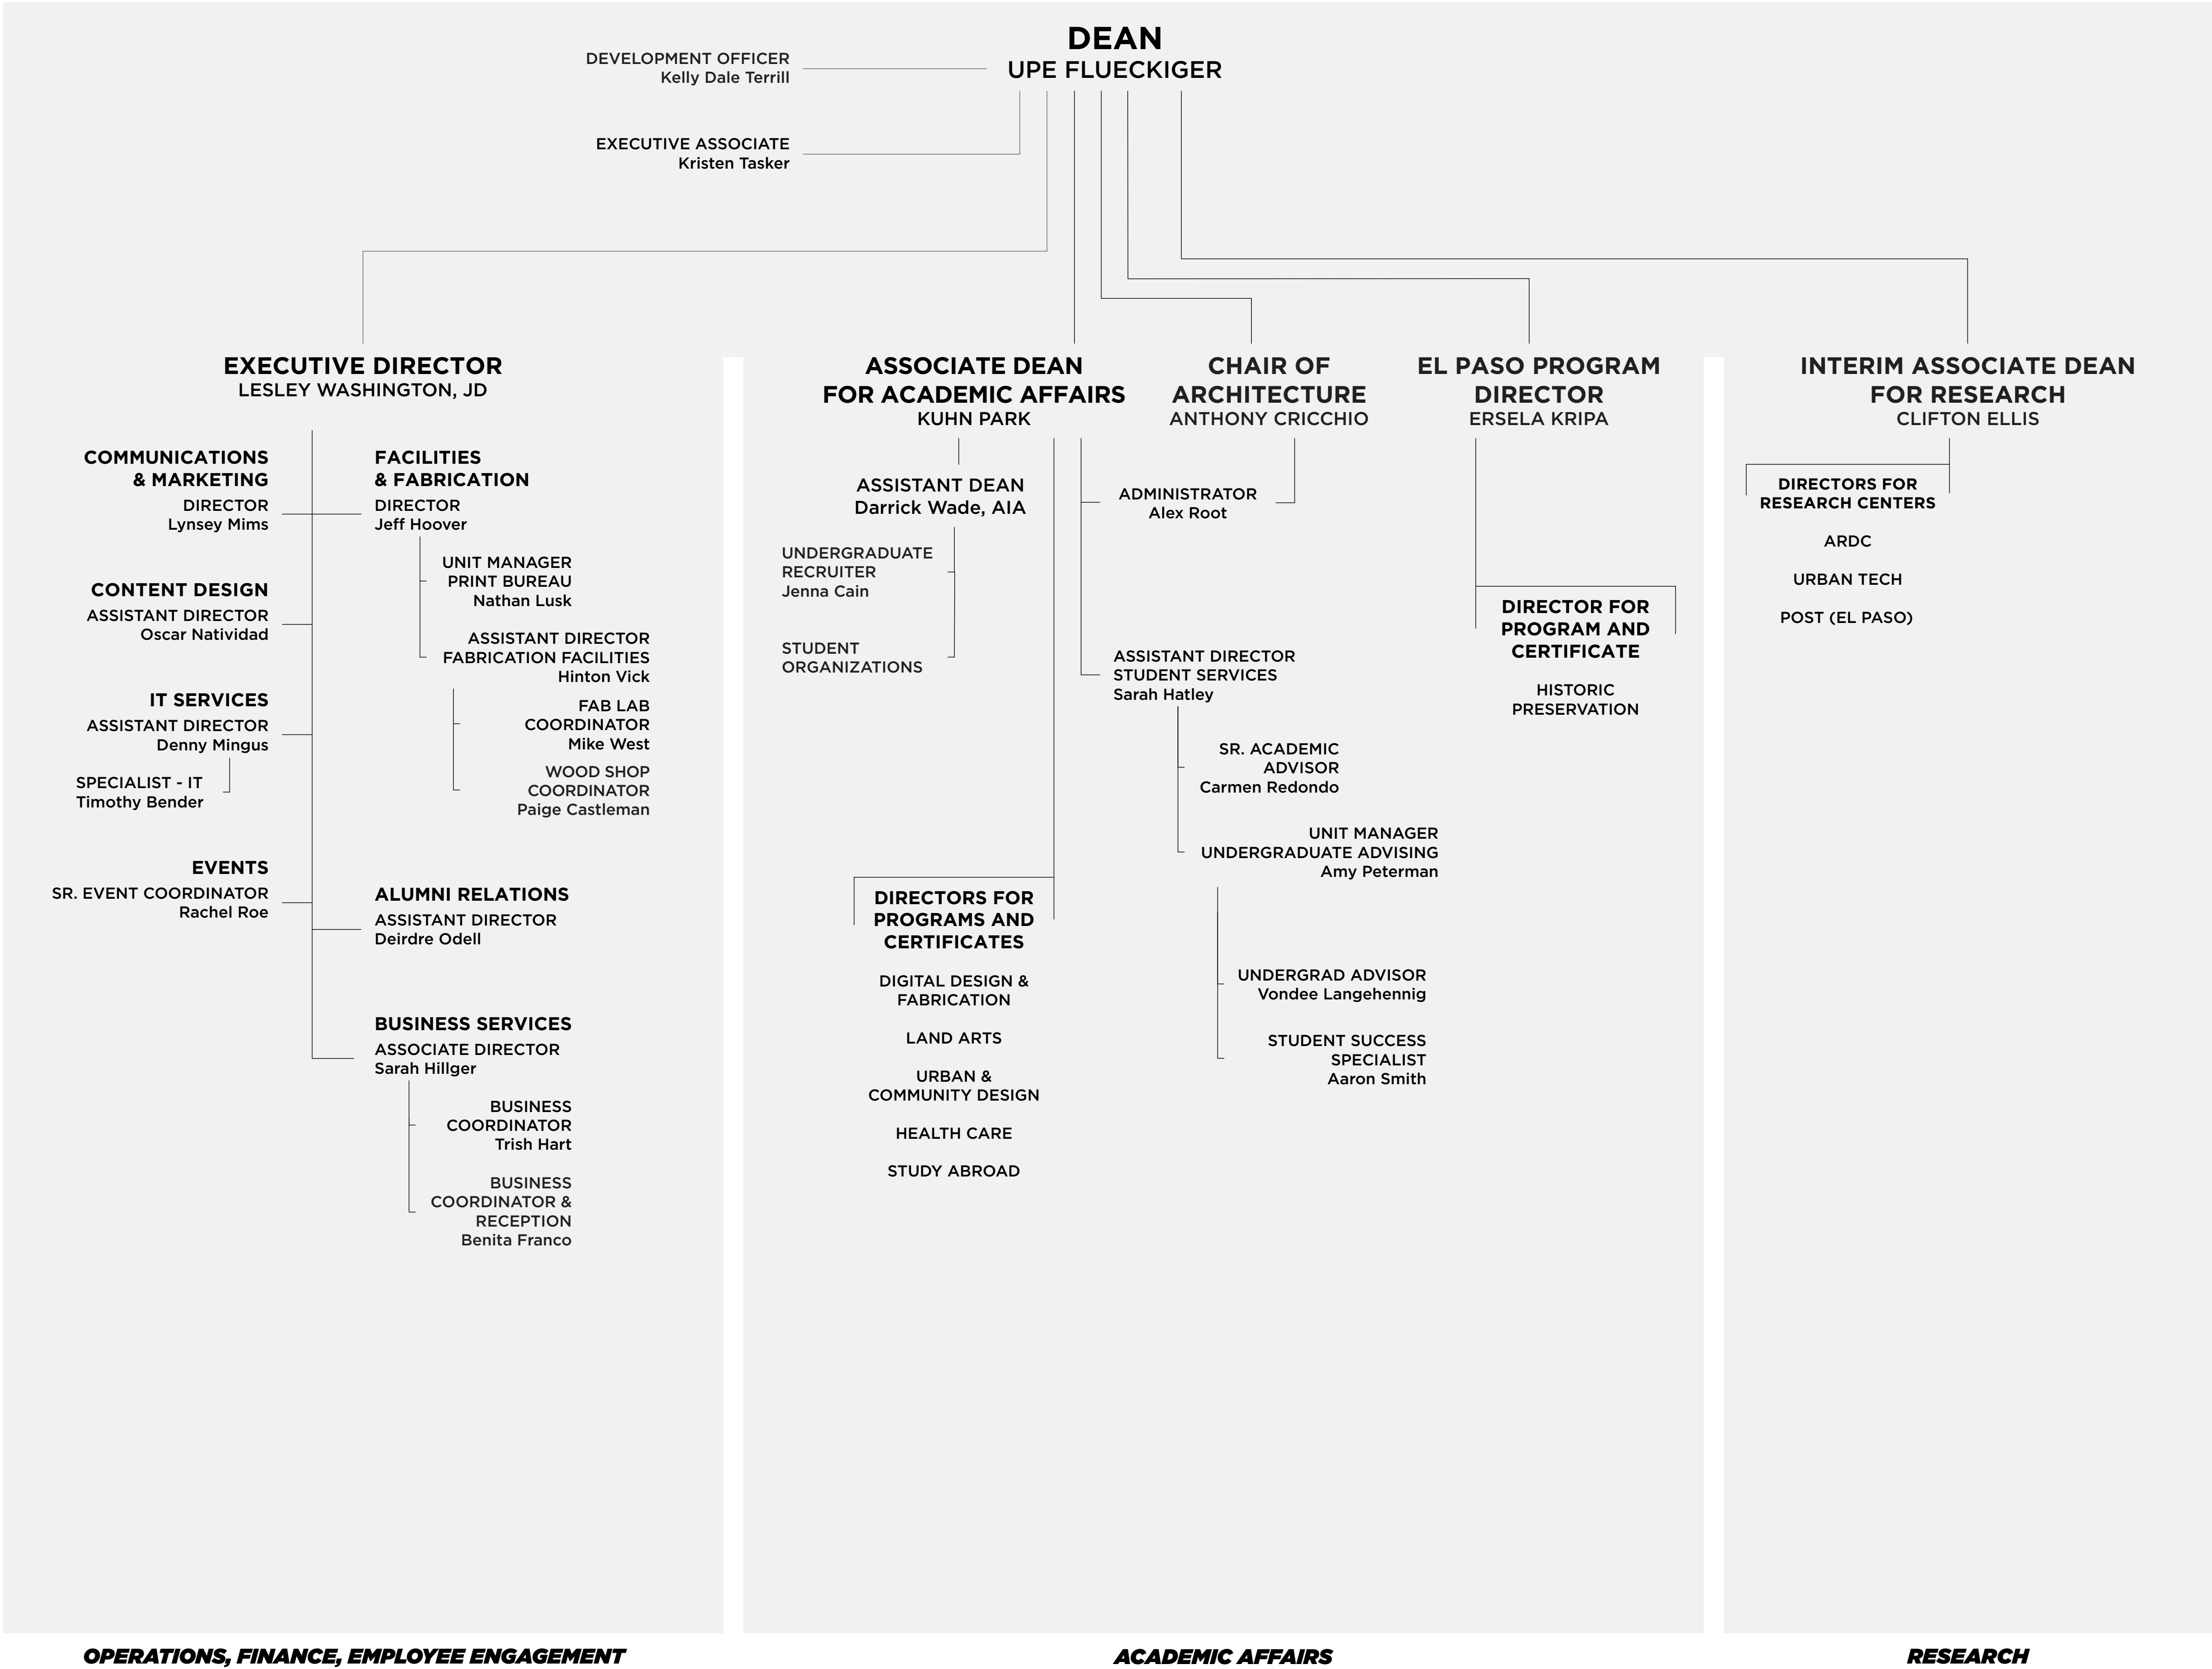 DEAN
UPE FLUECKIGER
DEVELOPMENT OFFICER
Kelly Dale Terrill
EXECUTIVE ASSOCIATE
Kristen Tasker
EXECUTIVE DIRECTOR
LESLEY WASHINGTON, JD
COMMUNICATIONS
& MARKETING
DIRECTOR
Lynsey Mims
CONTENT DESIGN
ASSISTANT DIRECTOR
Oscar Natividad
IT SERVICES
ASSISTANT DIRECTOR
Denny Mingus
SPECIALIST - IT
Timothy Bender
EVENTS
SR. EVENT COORDINATOR
Rachel Roe
FACILITIES
& FABRICATION
DIRECTOR
Jeff Hoover
UNIT MANAGER
PRINT BUREAU
Nathan Lusk
ASSISTANT DIRECTOR
FABRICATION FACILITIES
Hinton Vick
FAB LAB
COORDINATOR
Mike West
WOOD SHOP
COORDINATOR
Paige Castleman
ALUMNI RELATIONS
ASSISTANT DIRECTOR
Deirdre Odell
BUSINESS SERVICES
ASSOCIATE DIRECTOR
Sarah Hillger
BUSINESS
COORDINATOR
Trish Hart
BUSINESS
COORDINATOR &
RECEPTION
Benita Franco
ASSOCIATE DEAN
FOR ACADEMIC AFFAIRS
KUHN PARK
ASSISTANT DEAN
Darrick Wade, AIA
UNDERGRADUATE
RECRUITER
Jenna Cain
STUDENT
ORGANIZATIONS
DIRECTORS FOR
PROGRAMS AND
CERTIFICATES
DIGITAL DESIGN &
FABRICATION
LAND ARTS
URBAN &
COMMUNITY DESIGN
HEALTH CARE
STUDY ABROAD
CHAIR OF
ARCHITECTURE
ANTHONY CRICCHIO
ADMINISTRATOR
Alex Root
ASSISTANT DIRECTOR
STUDENT SERVICES
Sarah Hatley
SR. ACADEMIC
ADVISOR
Carmen Redondo
UNIT MANAGER
UNDERGRADUATE ADVISING
Amy Peterman
UNDERGRAD ADVISOR
Vondee Langehennig
STUDENT SUCCESS
SPECIALIST
Aaron Smith
EL PASO PROGRAM
DIRECTOR
ERSELA KRIPA
DIRECTOR FOR
PROGRAM AND
CERTIFICATE
HISTORIC
PRESERVATION
INTERIM ASSOCIATE DEAN
FOR RESEARCH
CLIFTON ELLIS
DIRECTORS FOR
RESEARCH CENTERS
ARDC
URBAN TECH
POST (EL PASO)
OPERATIONS, FINANCE, EMPLOYEE ENGAGEMENT
ACADEMIC AFFAIRS
RESEARCH